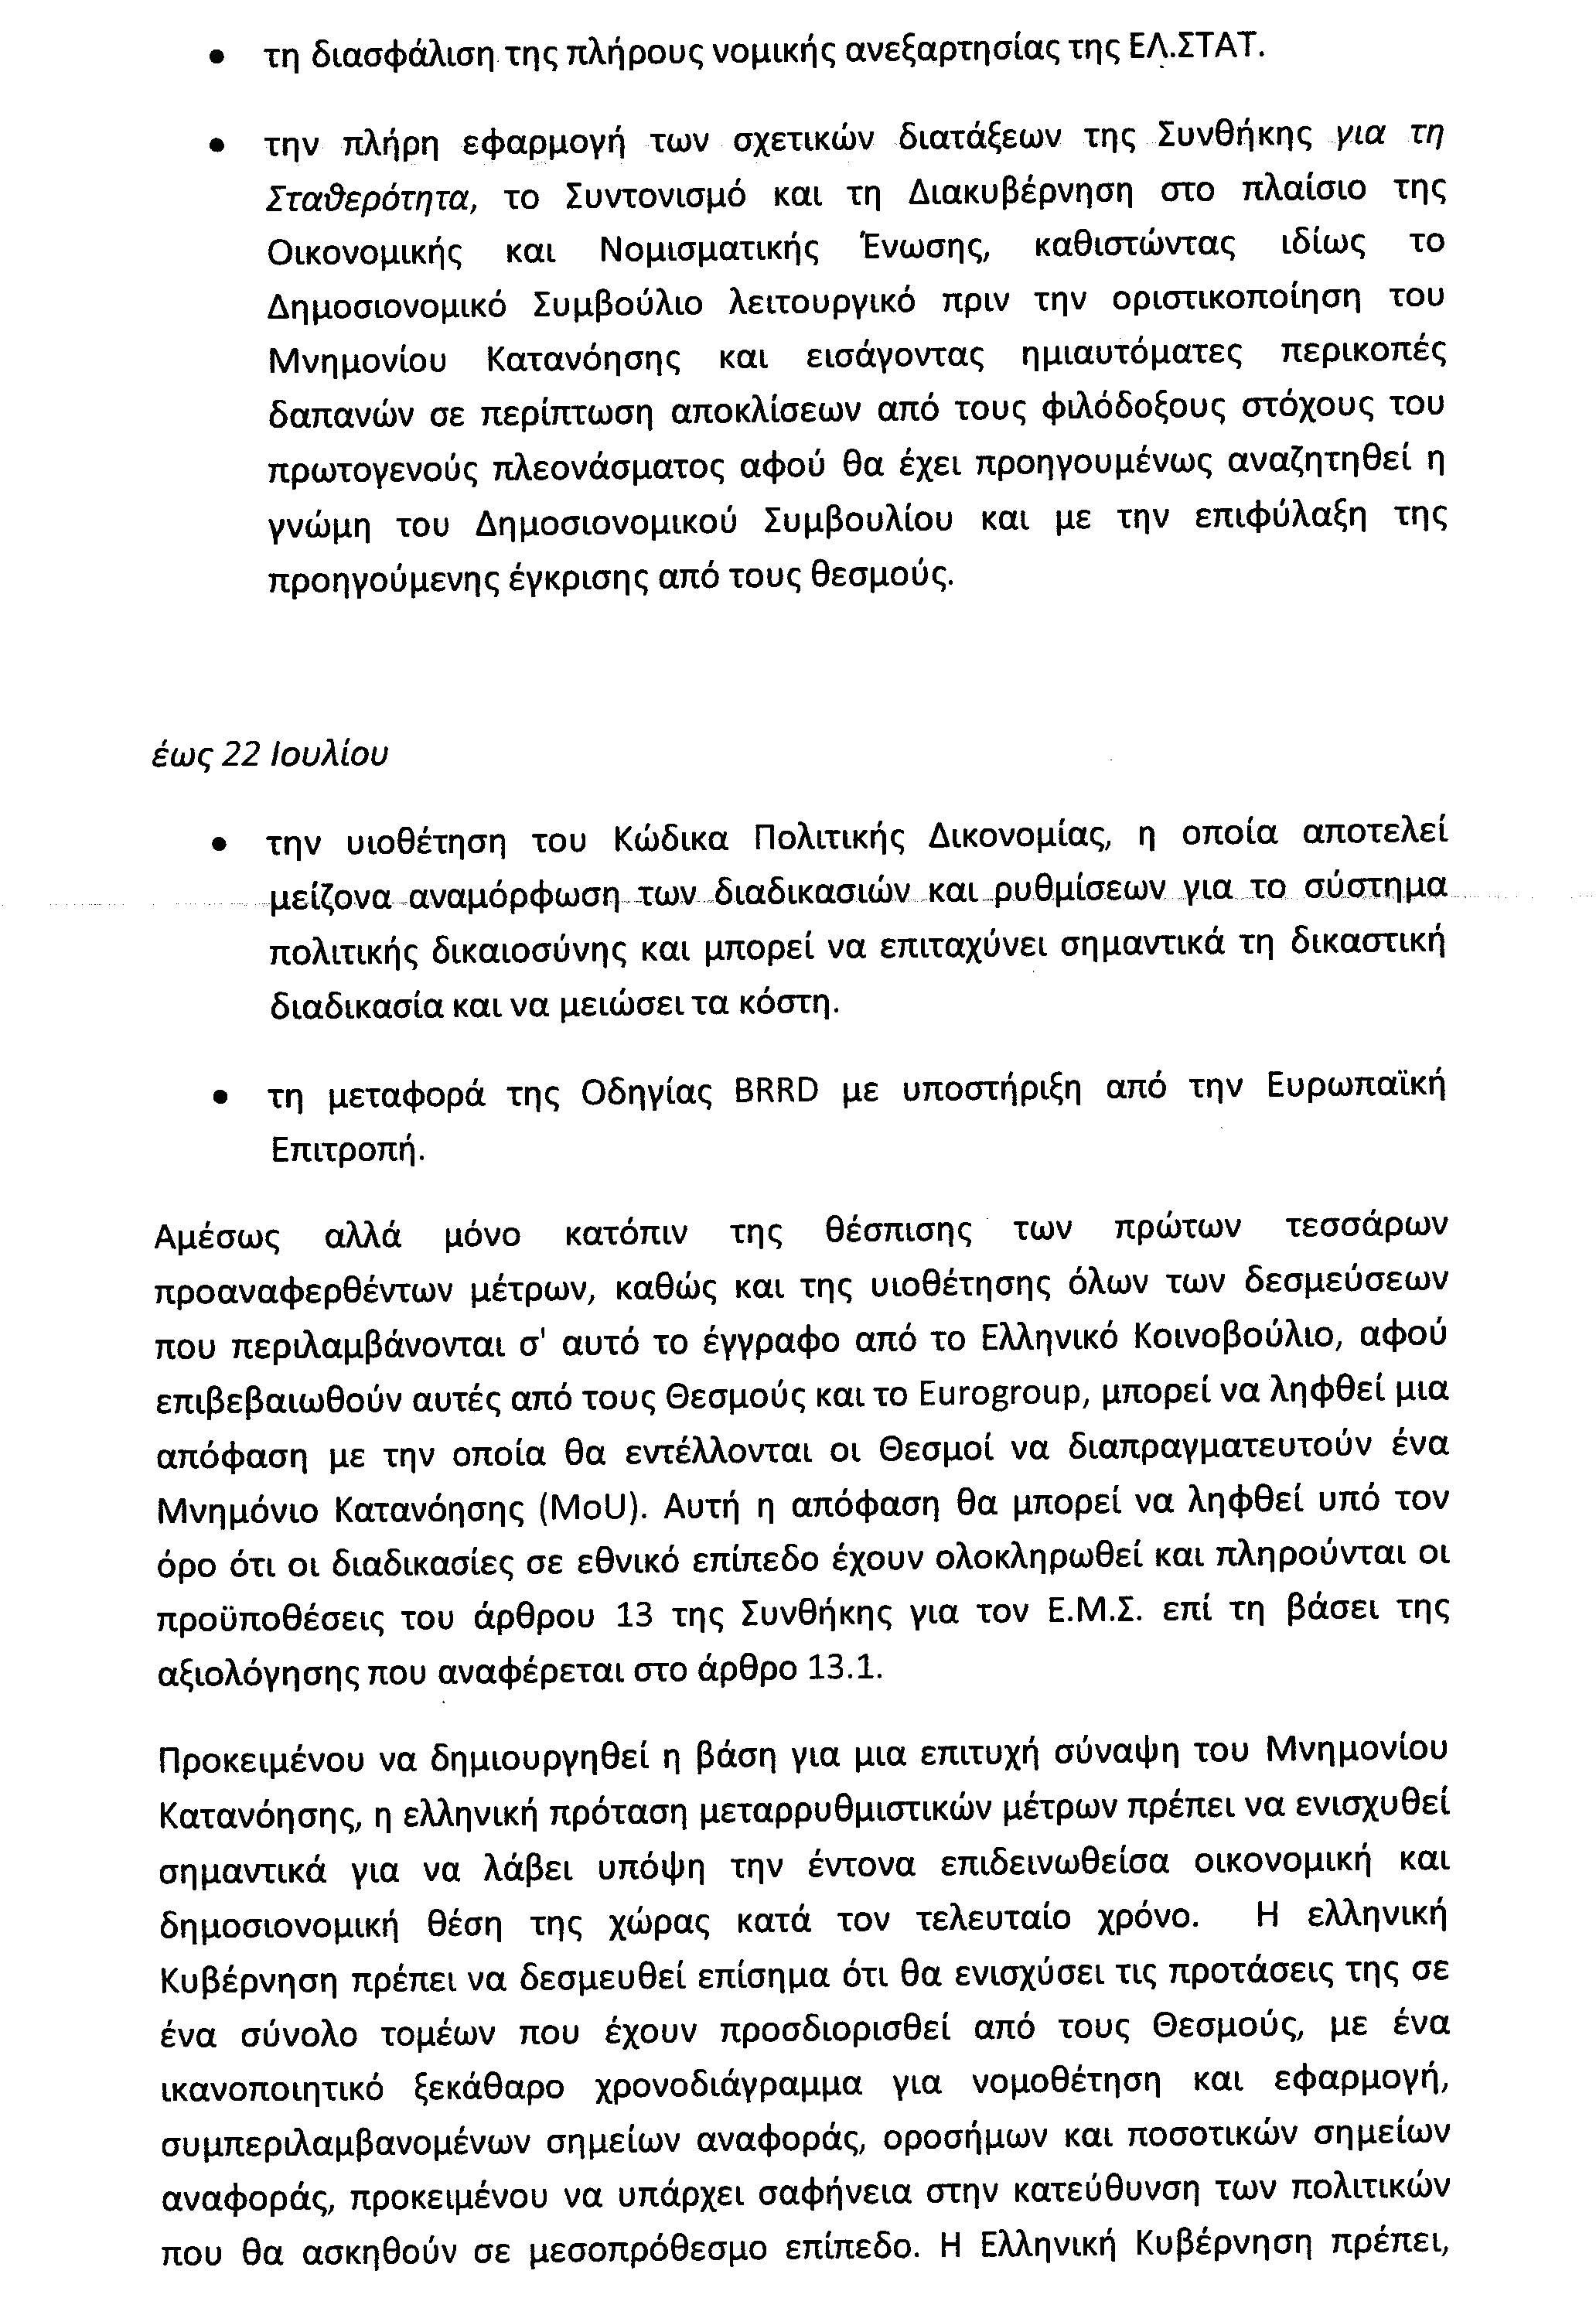 • τη διασφάλιση της πλήρους νομικής ανεξαρτησίας της ΕΛ.ΣΤΑΤ.
• την πλήρη εφαρμογή των σχετικών διατάξεων της Συνθήκης για τη
Σταθερότητα, το Συντονισμό και τη Διακυβέρνηση στο πλαίσιο της
Οικονομικής και Νομισματικής Ένωσης, καθιστώντας ιδίως το
Δημοσιονομικό Συμβούλιο λειτουργικό πριν την οριστικοποίηση του
Μνημονίου Κατανόησης και εισάγοντας ημιαυτόματες περικοπές
δαπανών σε περίπτωση αποκλίσεων από τους φιλόδοξους στόχους του
πρωτογενούς πλεονάσματος αφού θα έχει προηγουμένως αναζητηθεί η
γνώμη του Δημοσιονομικού Συμβουλίου και με την επιφύλαξη της
προηγούμενης έγκρισης από τους θεσμούς.
έως 22 Ιουλίου
• την υιοθέτηση του Κώδικα Πολιτικής Δικονομίας, η οποία αποτελεί
μείζονα αναμόρφωση των διαδικασιών και ρυθμίσεων για το σύστημα
πολιτικής δικαιοσύνης και μπορεί να επιταχύνει σημαντικά τη δικαστική
διαδικασία και να μειώσει τα κόστη.
• τη μεταφορά της Οδηγίας BRRD με υποστήριξη από την Ευρωπαϊκή
Επιτροπή.
Αμέσως αλλά μόνο κατόπιν της θέσπισης των πρώτων τεσσάρων
προαναφερθέντων μέτρων, καθώς και της υιοθέτησης όλων των δεσμεύσεων
που περιλαμβάνονται σ' αυτό το έγγραφο από το Ελληνικό Κοινοβούλιο, αφού
επιβεβαιωθούν αυτές από τους Θεσμούς και το Eurogroup, μπορεί να ληφθεί μια
απόφαση με την οποία θα εντέλλονται οι Θεσμοί να διαπραγματευτούν ένα
Μνημόνιο Κατανόησης (MoU). Αυτή η απόφαση θα μπορεί να ληφθεί υπό τον
όρο ότι οι διαδικασίες σε εθνικό επίπεδο έχουν ολοκληρωθεί και πληρούνται οι
προϋποθέσεις του άρθρου 13 της Συνθήκης για τον Ε.Μ.Σ. επί τη βάσει της
αξιολόγησης που αναφέρεται στο άρθρο 13.1.
Προκειμένου να δημιουργηθεί η βάση για μια επιτυχή σύναψη του Μνημονίου
Κατανόησης, η ελληνική πρόταση μεταρρυθμιστικών μέτρων πρέπει να ενισχυθεί
σημαντικά για να λάβει υπόψη την έντονα επιδεινωθείσα οικονομική και
δημοσιονομική θέση της χώρας κατά τον τελευταίο χρόνο. Η ελληνική
Κυβέρνηση πρέπει να δεσμευθεί επίσημα ότι θα ενισχύσει τις προτάσεις της σε
ένα σύνολο τομέων που έχουν προσδιορισθεί από τους Θεσμούς, με ένα
ικανοποιητικό ξεκάθαρο χρονοδιάγραμμα για νομοθέτηση και εφαρμογή,
συμπεριλαμβανομένων σημείων αναφοράς, οροσήμων και ποσοτικών σημείων
αναφοράς, προκειμένου να υπάρχει σαφήνεια στην κατεύθυνση των πολιτικών
που θα ασκηθούν σε μεσοπρόθεσμο επίπεδο. Η Ελληνική Κυβέρνηση πρέπει,